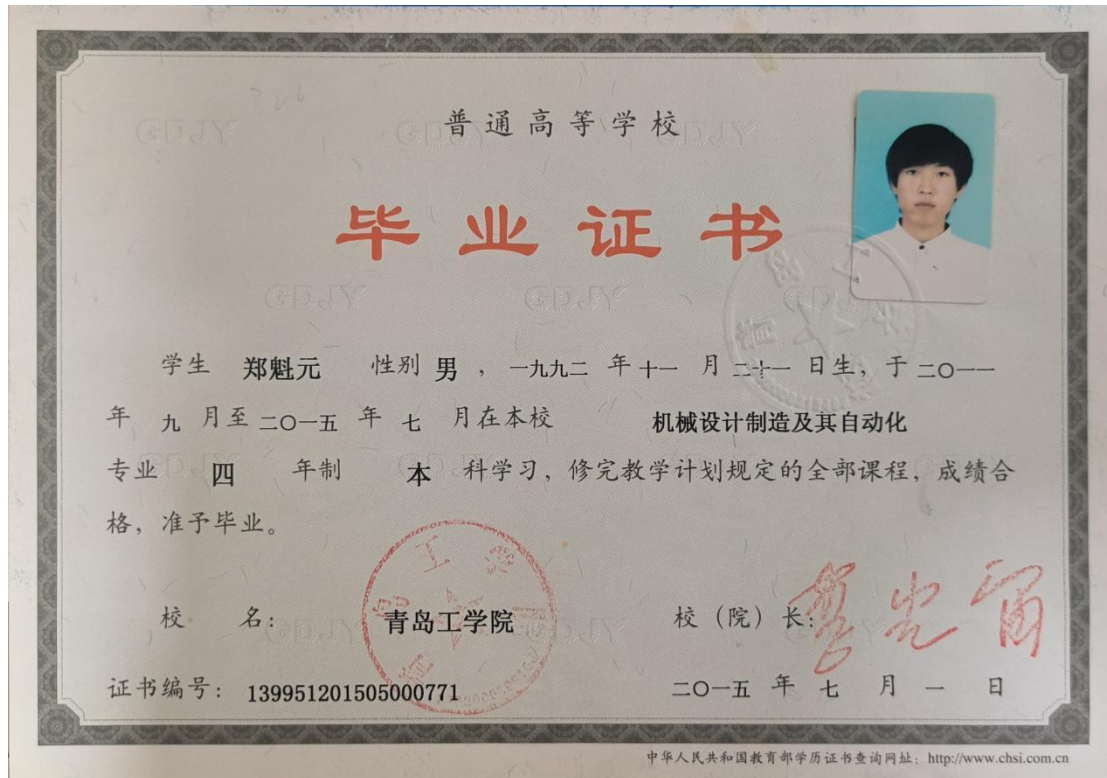 普通高等学校
毕业证书
学生 郑魁元 性别 男 ，一九九二 年 十一 月 二十一 日生，于 二〇一一
年 九 月至 二〇一五 年 七 月在本校 机械设计制造及其自动化
专业 四 年制 本 科学习，修完教学计划规定的全部课程，成绩合
格，准予毕业。
校 名： 青岛工学院 校（院）长：
证书编号：139951201505000771 二〇一五 年 七 月 一 日
中华人民共和国教育部学历证书查询网址：http://www.chsi.com.cn
GDJY GDJY
GDJY GDJY GDJY